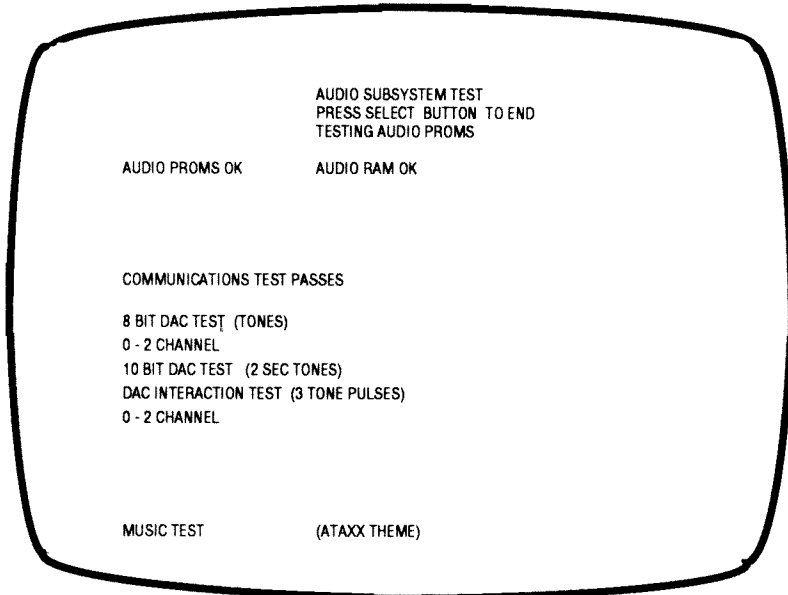 AUDIO SUBSYSTEM TEST
PRESS SELECT BUTTON TO END
TESTING AUDIO PROMS
AUDIO PROMS OK AUDIO RAM OK
COMMUNICATIONS TEST PASSES
8 BIT DAC TEST (TONES)
0 - 2 CHANNEL
10 BIT DAC TEST (2 SEC TONES)
DAC INTERACTION TEST (3 TONE PULSES)
0 - 2 CHANNEL
MUSIC TEST (ATAXX THEME)